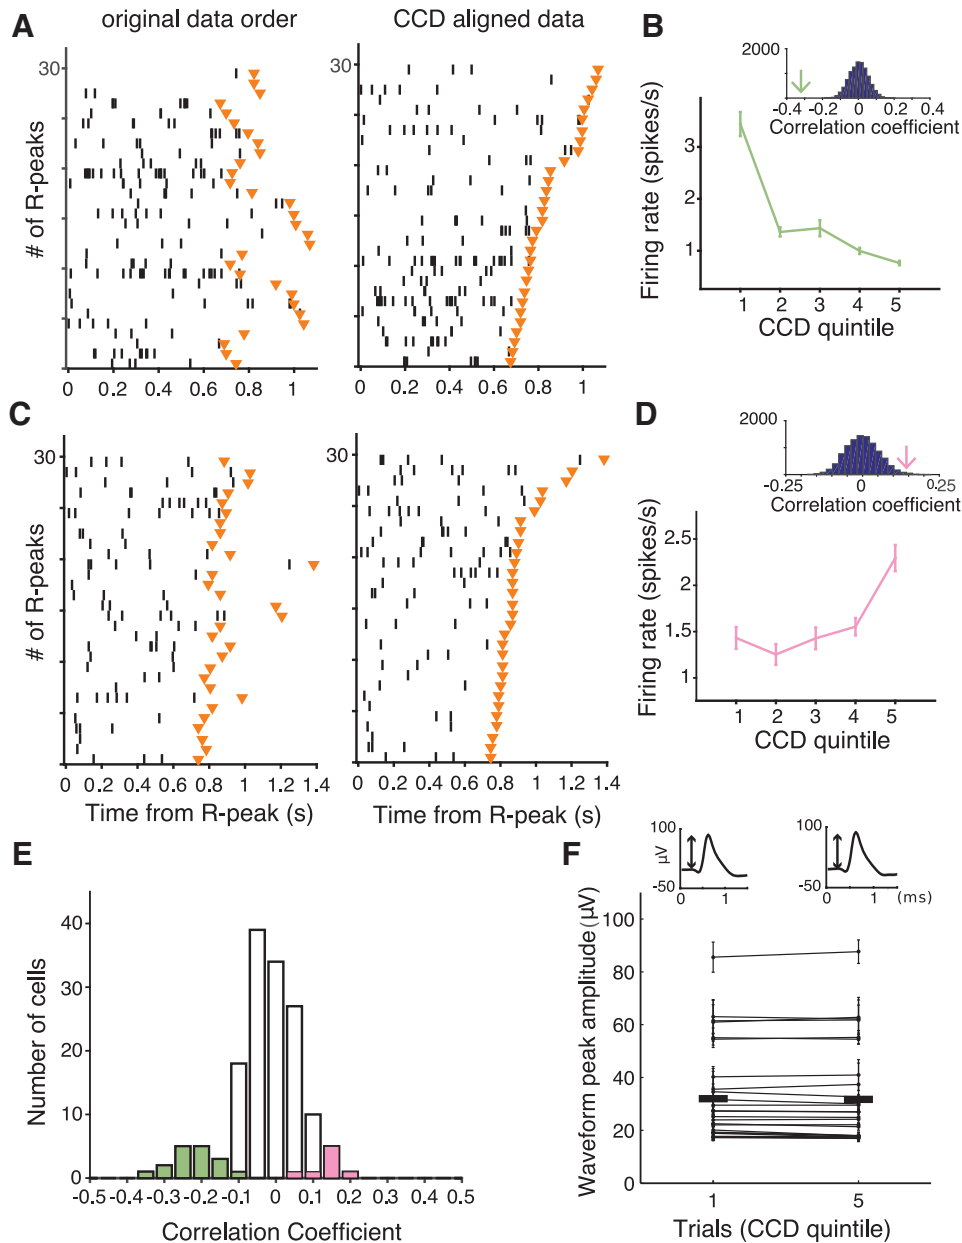 A
original data order
CCD aligned data
# of R-peaks
30
0 0.2 0.4 0.6 0.8 1
30
0 0.2 0.4 0.6 0.8 1
B
2000
0
-0.4 -0.2 0 0.2 0.4
Correlation coefficient
Firing rate (spikes/s)
3
2
1
1 2 3 4 5
CCD quintile
C
# of R-peaks
30
0 0.2 0.4 0.6 0.8 1 1.2 1.4
Time from R-peak (s)
30
0 0.2 0.4 0.6 0.8 1 1.2 1.4
Time from R-peak (s)
D
2000
0
-0.25 0 0.25
Correlation coefficient
Firing rate (spikes/s)
2.5
2
1.5
1
1 2 3 4 5
CCD quintile
E
Number of cells
40
30
20
10
0
-0.5 -0.4 -0.3 -0.2 -0.1 0 0.1 0.2 0.3 0.4 0.5
Correlation Coefficient
F
100
µV
-50
0 1
100
-50
0 1 (ms)
Waveform peak amplitude (µV)
100
80
60
40
20
0
1 5
Trials (CCD quintile)